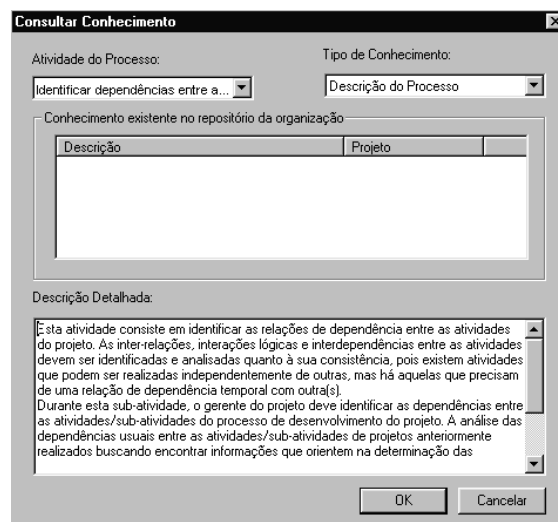 Consultar Conhecimento
Atividade do Processo:
Tipo de Conhecimento:
Identificar dependências entre a...
Descrição do Processo
Conhecimento existente no repositório da organização
Descrição
Projeto
Descrição Detalhada:
Esta atividade consiste em identificar as relações de dependência entre as atividades
do projeto. As inter-relações, interações lógicas e interdependências entre as atividades
devem ser identificadas e analisadas quanto à sua consistência, pois existem atividades
que podem ser realizadas independentemente de outras, mas há aquelas que precisam
de uma relação de dependência temporal com outra(s).
Durante esta sub-atividade, o gerente do projeto deve identificar as dependências entre
as atividades/sub-atividades do processo de desenvolvimento do projeto. A análise das
dependências usuais entre as atividades/sub-atividades de projetos anteriormente
realizados buscando encontrar informações que orientem na determinação das
OK
Cancelar